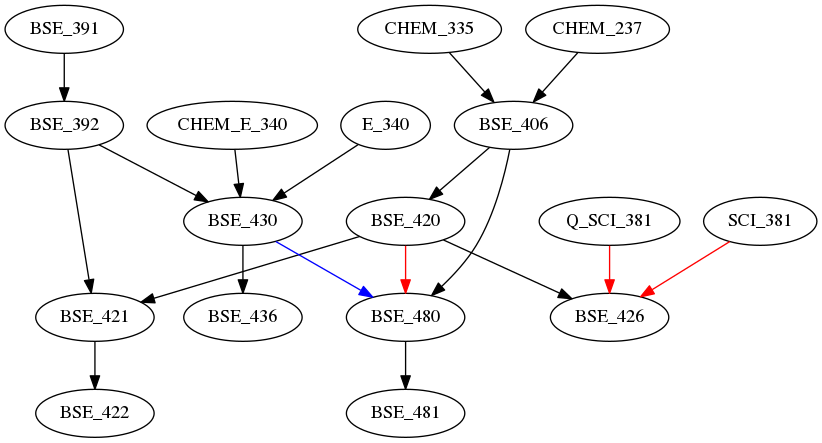 BSE_391
CHEM_335
CHEM_237
BSE_392
CHEM_E_340
E_340
BSE_406
BSE_430
BSE_420
Q_SCI_381
SCI_381
BSE_421
BSE_436
BSE_480
BSE_426
BSE_422
BSE_481